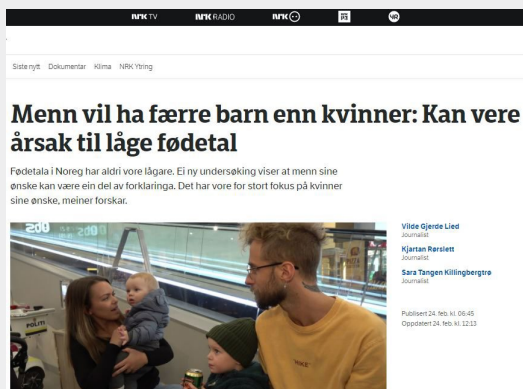 NRK TV NRK RADIO NRK P3 YR
Siste nytt Dokumentar Klima NRK Ytring
Menn vil ha færre barn enn kvinner: Kan vere
årsak til låge fødetal
Fødetala i Noreg har aldri vore lågare. Ei ny undersøking viser at menn sine
ønske kan være ein del av forklaringa. Det har vore for stort fokus på kvinner
sine ønske, meiner forskar.
Vilde Gjerde Lied
Journalist
Kjartan Rørslett
Journalist
Sara Tangen Killingbergtrø
Journalist
Publisert 24. feb. kl. 06:45
Oppdatert 24. feb. kl. 12:13
POLITI
NIKE